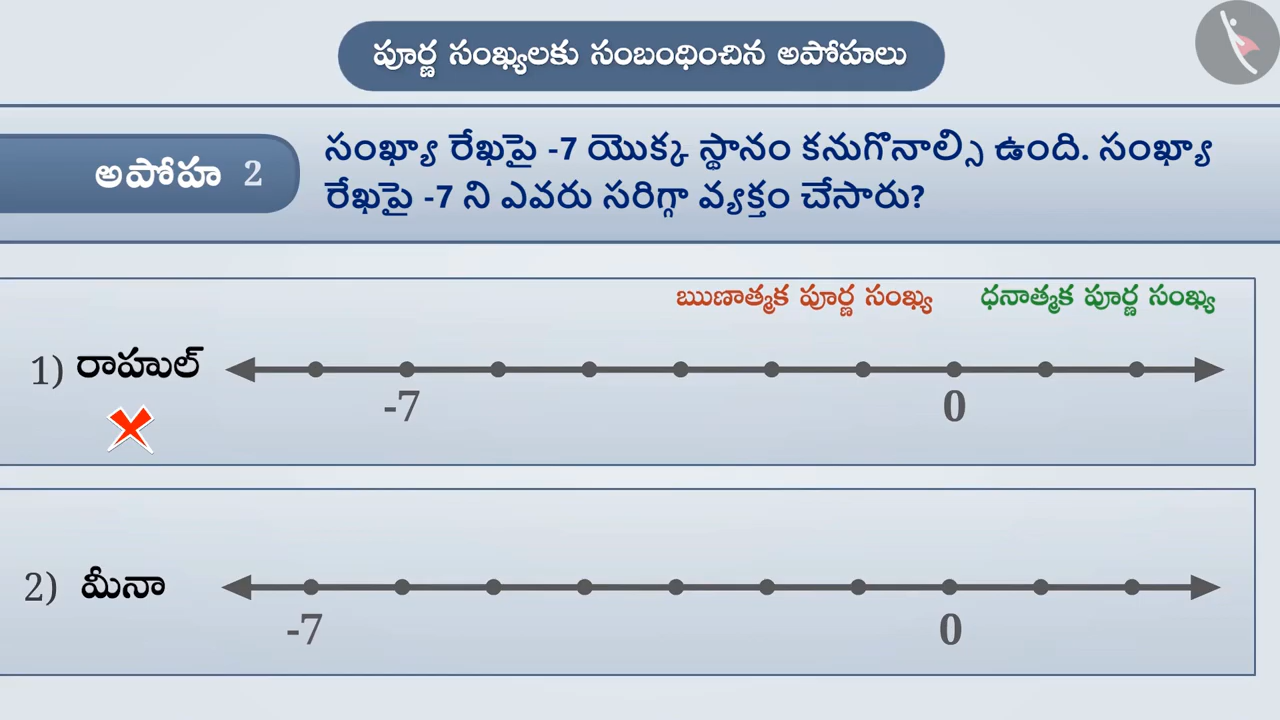 పూర్ణ సంఖ్యలకు సంబంధించిన అపోహలు
అపోహ 2
సంఖ్యా రేఖపై -7 యొక్క స్థానం కనుగొనాల్సి ఉంది. సంఖ్యా
రేఖపై -7 ని ఎవరు సరిగ్గా వ్యక్తం చేసారు?
ఋణాత్మక పూర్ణ సంఖ్య ధనాత్మక పూర్ణ సంఖ్య
1) రాహుల్
-7 0
2) మీనా
-7 0